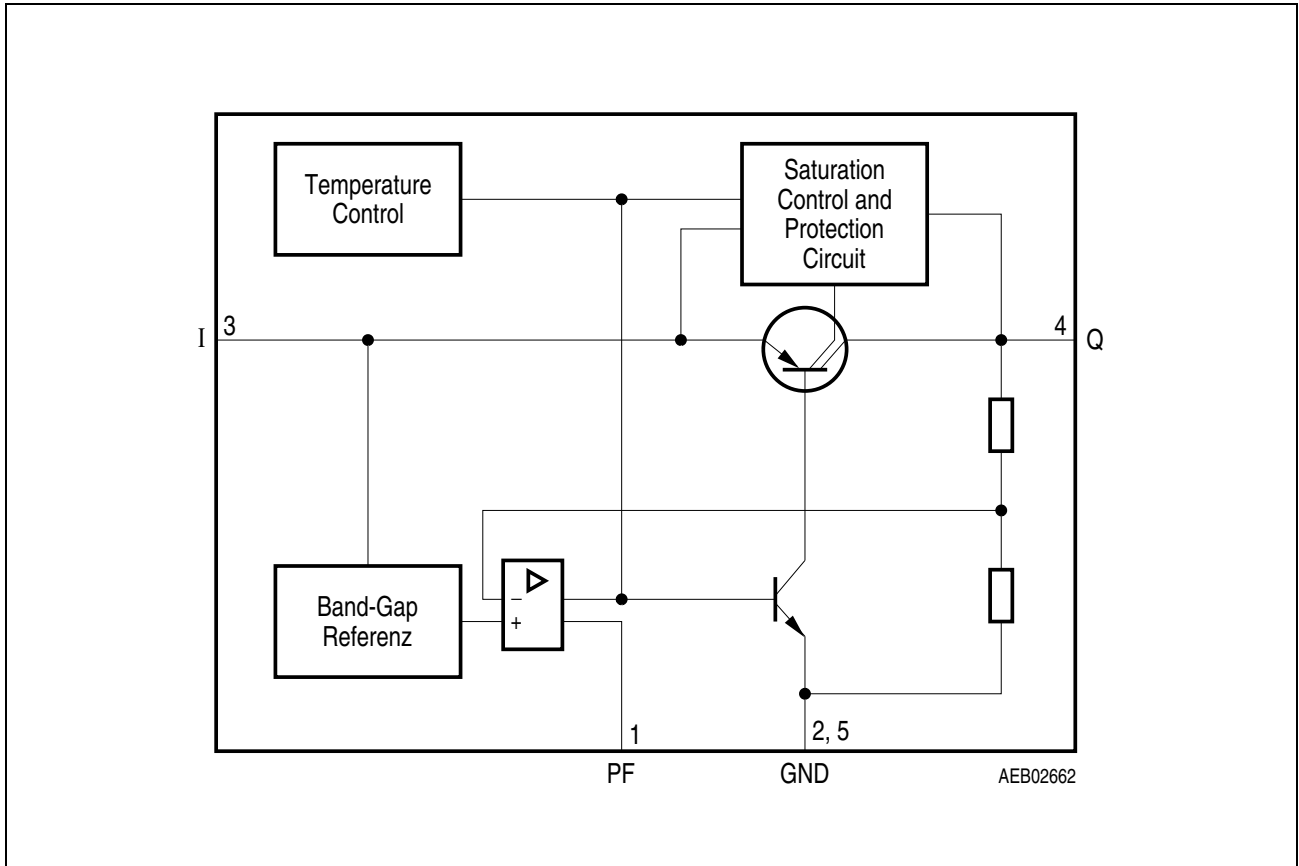 Temperature
Control
Saturation
Control and
Protection
Circuit
I
3
4
Q
Band-Gap
Referenz
−
+
1
2, 5
PF
GND
AEB02662